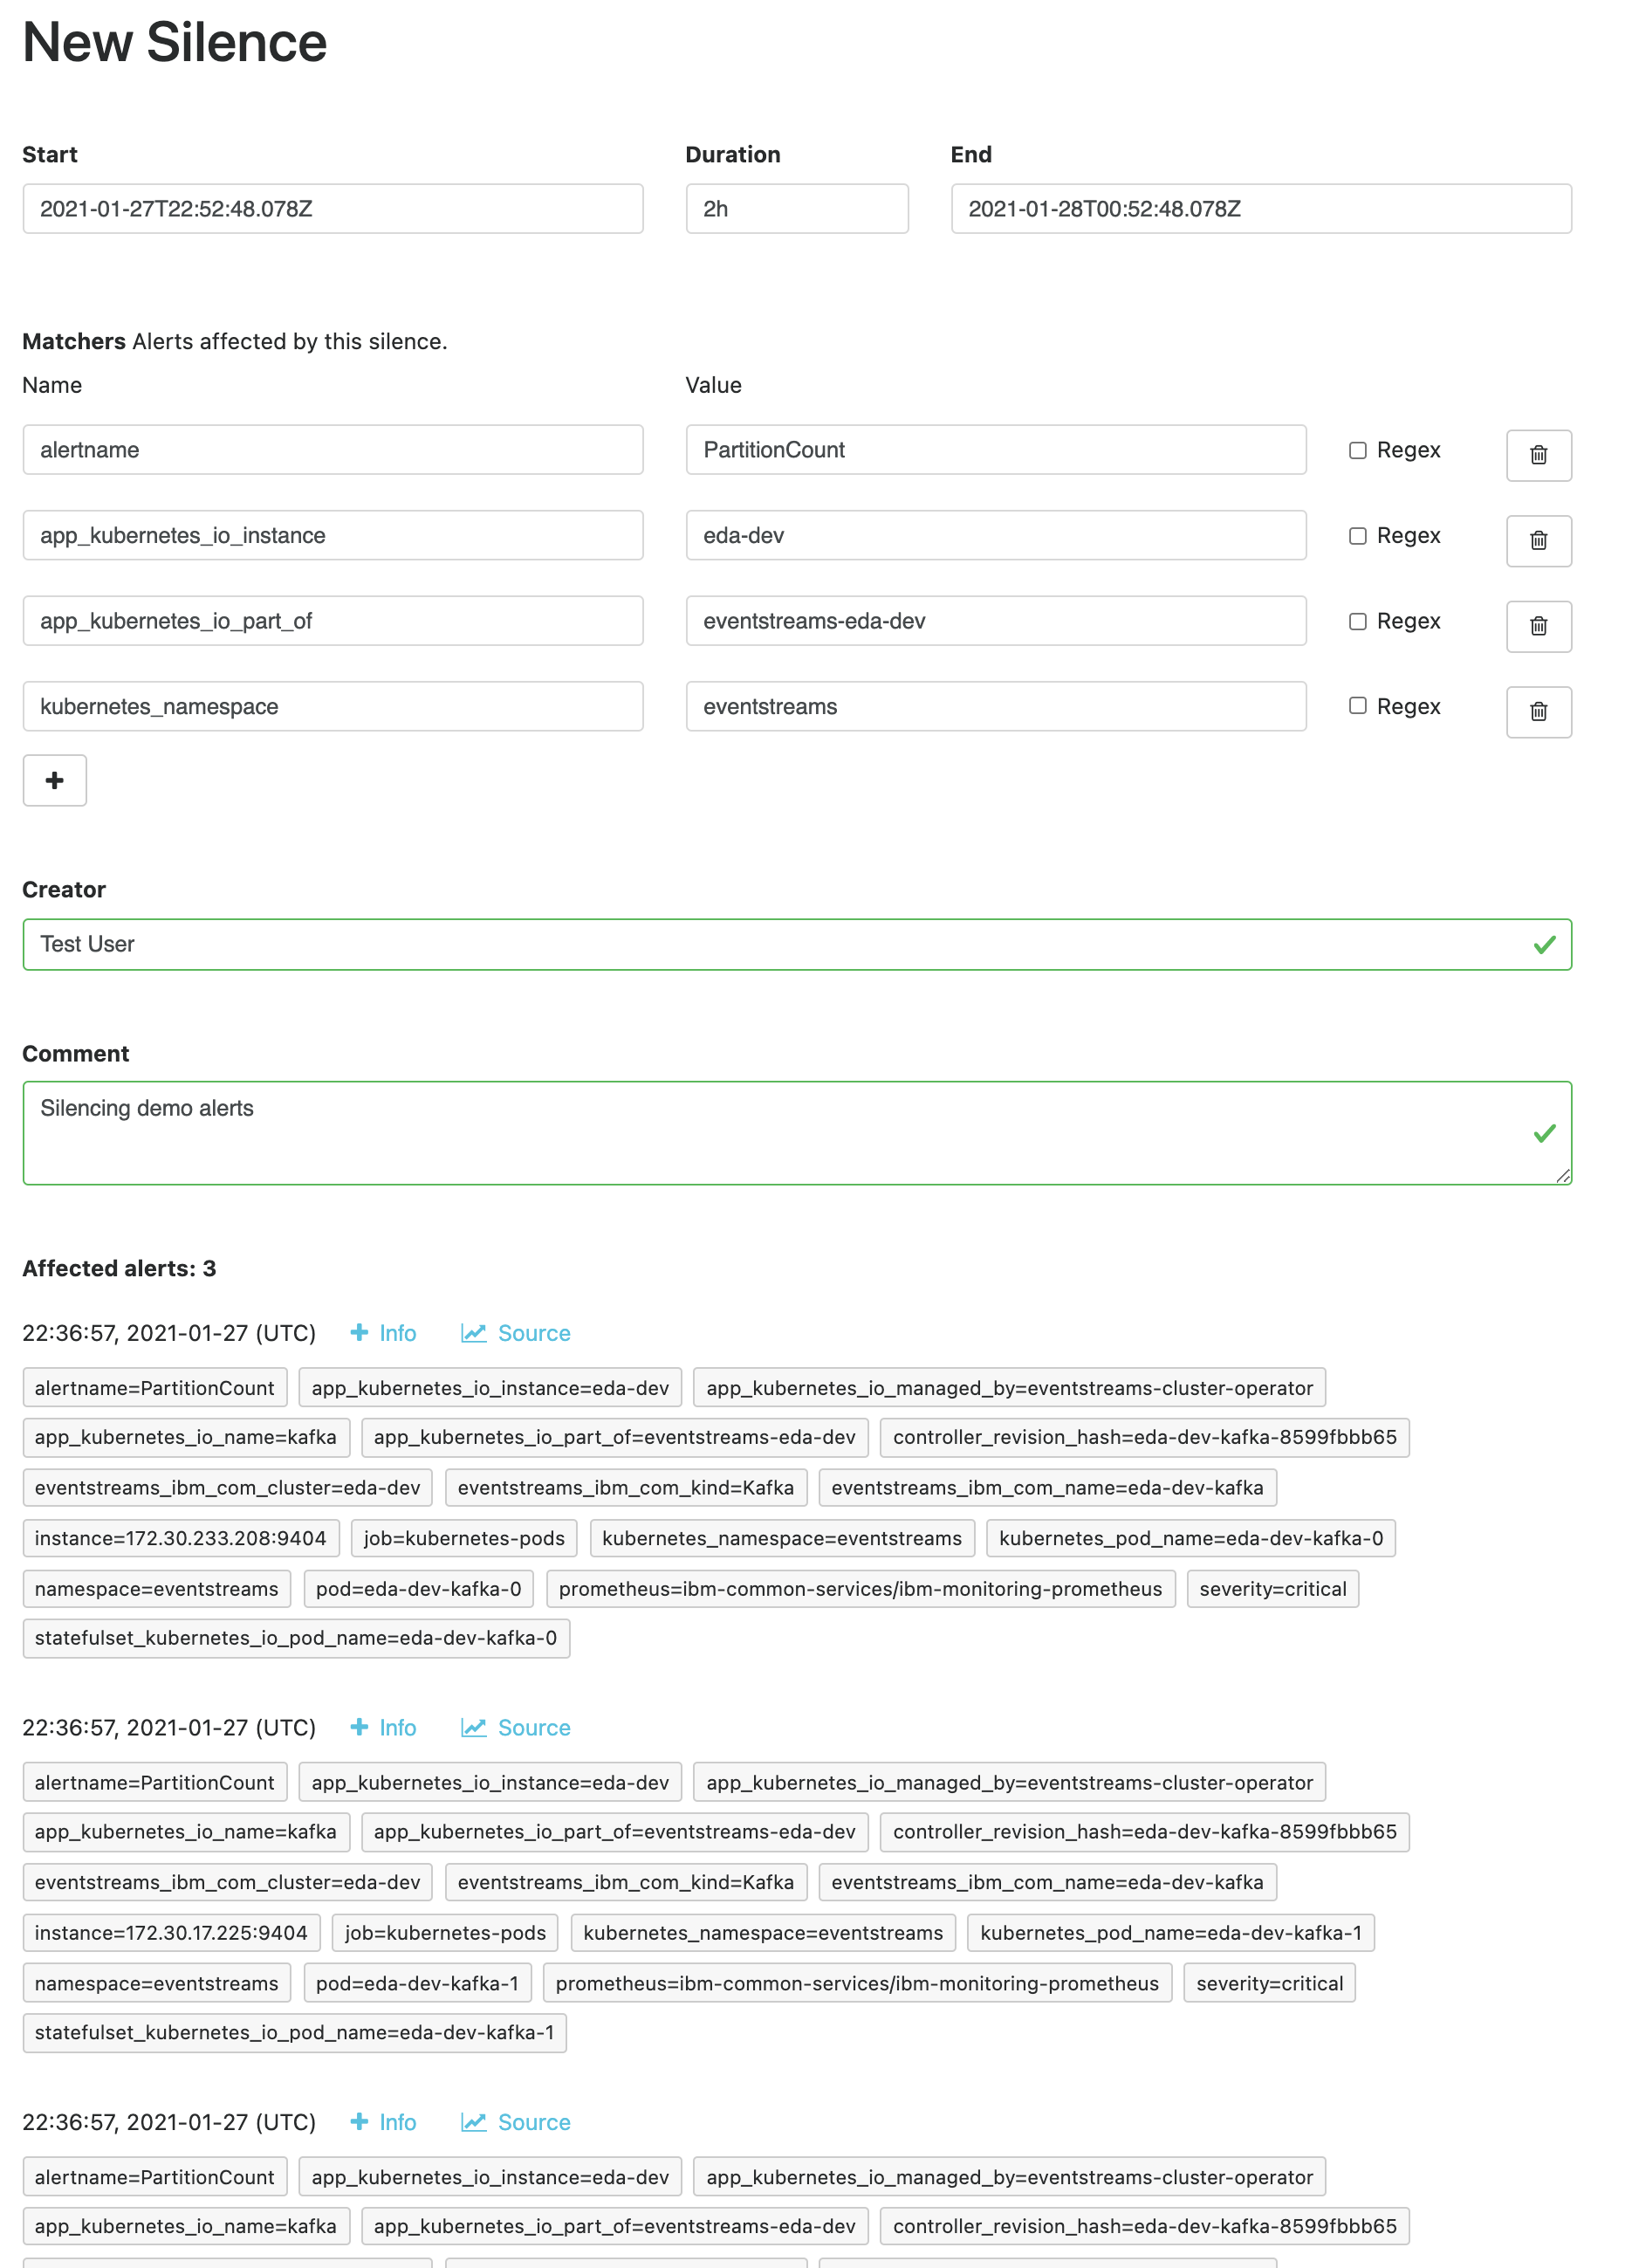 New Silence
Start Duration End
2021-01-27T22:52:48.078Z 2h 2021-01-28T00:52:48.078Z
Matchers Alerts affected by this silence.
Name Value
alertname PartitionCount Regex
app_kubernetes_io_instance eda-dev Regex
app_kubernetes_io_part_of eventstreams-eda-dev Regex
kubernetes_namespace eventstreams Regex
Creator
Test User
Comment
Silencing demo alerts
Affected alerts: 3
22:36:57, 2021-01-27 (UTC) + Info Source
alertname=PartitionCount app_kubernetes_io_instance=eda-dev app_kubernetes_io_managed_by=eventstreams-cluster-operator
app_kubernetes_io_name=kafka app_kubernetes_io_part_of=eventstreams-eda-dev controller_revision_hash=eda-dev-kafka-8599fbbb65
eventstreams_ibm_com_cluster=eda-dev eventstreams_ibm_com_kind=Kafka eventstreams_ibm_com_name=eda-dev-kafka
instance=172.30.233.208:9404 job=kubernetes-pods kubernetes_namespace=eventstreams kubernetes_pod_name=eda-dev-kafka-0
namespace=eventstreams pod=eda-dev-kafka-0 prometheus=ibm-common-services/ibm-monitoring-prometheus severity=critical
statefulset_kubernetes_io_pod_name=eda-dev-kafka-0
22:36:57, 2021-01-27 (UTC) + Info Source
alertname=PartitionCount app_kubernetes_io_instance=eda-dev app_kubernetes_io_managed_by=eventstreams-cluster-operator
app_kubernetes_io_name=kafka app_kubernetes_io_part_of=eventstreams-eda-dev controller_revision_hash=eda-dev-kafka-8599fbbb65
eventstreams_ibm_com_cluster=eda-dev eventstreams_ibm_com_kind=Kafka eventstreams_ibm_com_name=eda-dev-kafka
instance=172.30.17.225:9404 job=kubernetes-pods kubernetes_namespace=eventstreams kubernetes_pod_name=eda-dev-kafka-1
namespace=eventstreams pod=eda-dev-kafka-1 prometheus=ibm-common-services/ibm-monitoring-prometheus severity=critical
statefulset_kubernetes_io_pod_name=eda-dev-kafka-1
22:36:57, 2021-01-27 (UTC) + Info Source
alertname=PartitionCount app_kubernetes_io_instance=eda-dev app_kubernetes_io_managed_by=eventstreams-cluster-operator
app_kubernetes_io_name=kafka app_kubernetes_io_part_of=eventstreams-eda-dev controller_revision_hash=eda-dev-kafka-8599fbbb65